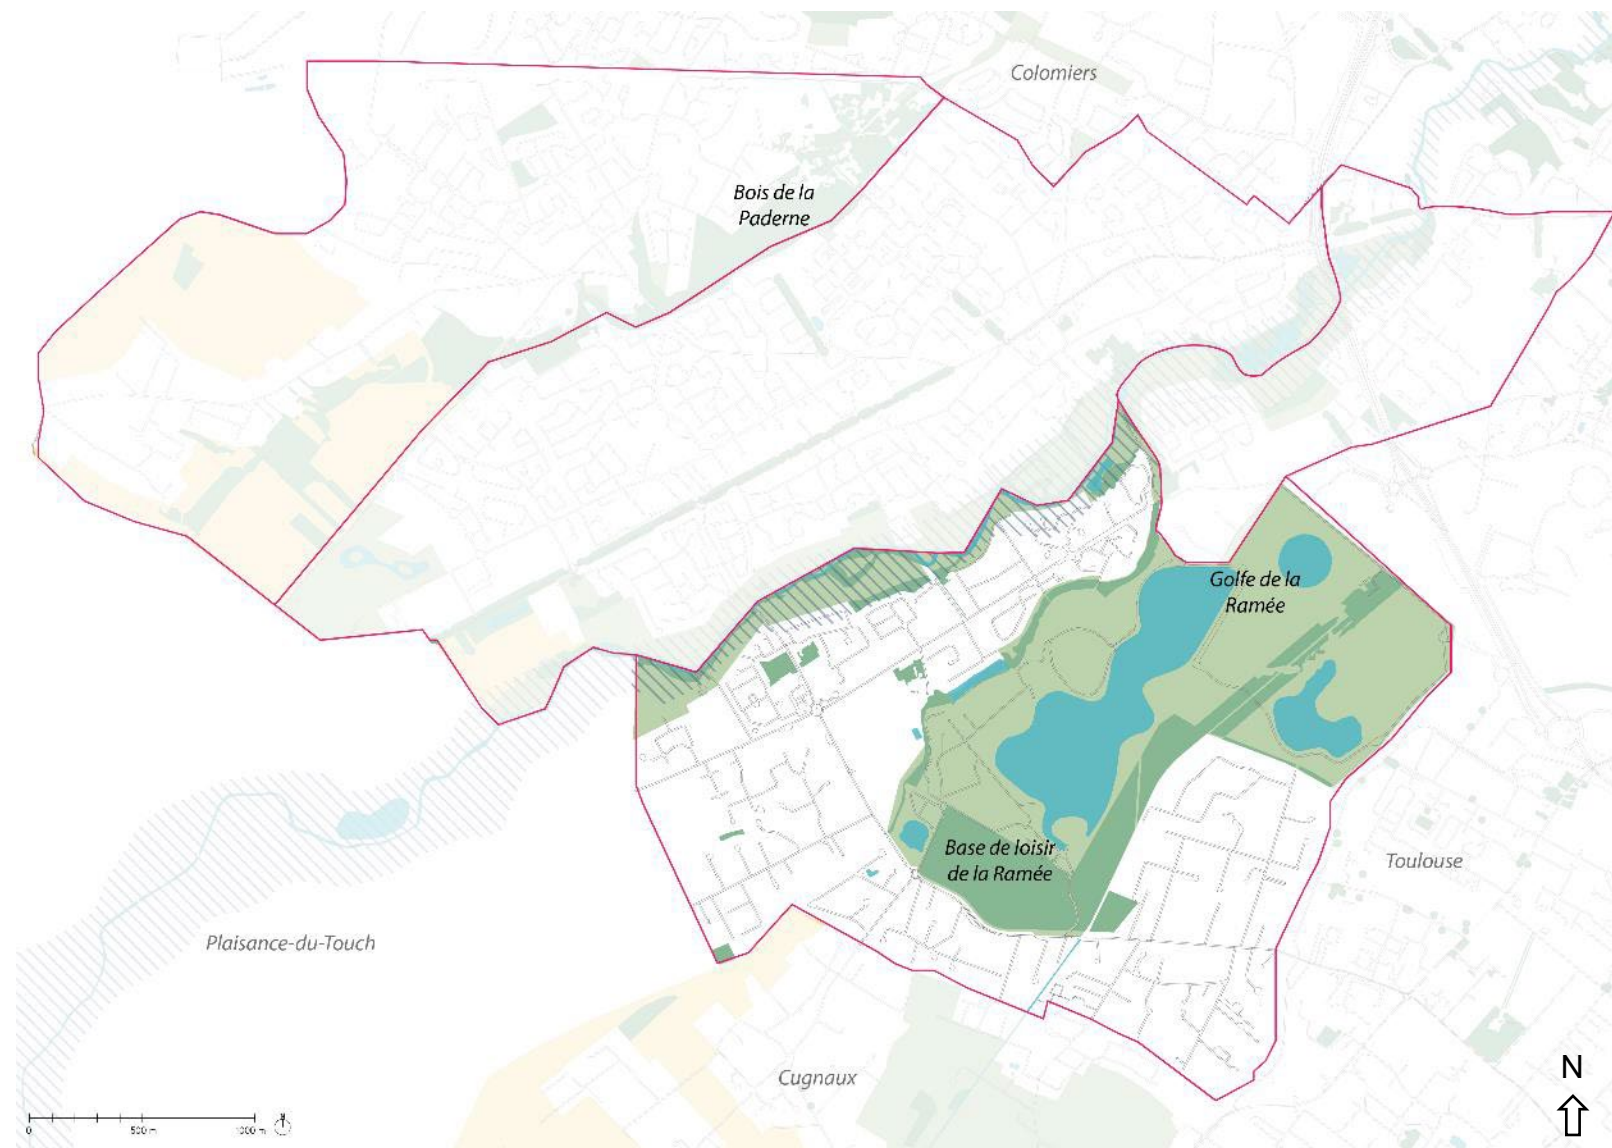 Colomiers
Bois de la
Paderne
Golfe de la
Ramée
Base de loisir
de la Ramée
Toulouse
Plaisance-du-Touch
Cugnaux
N
0
500 m
1000 m
N